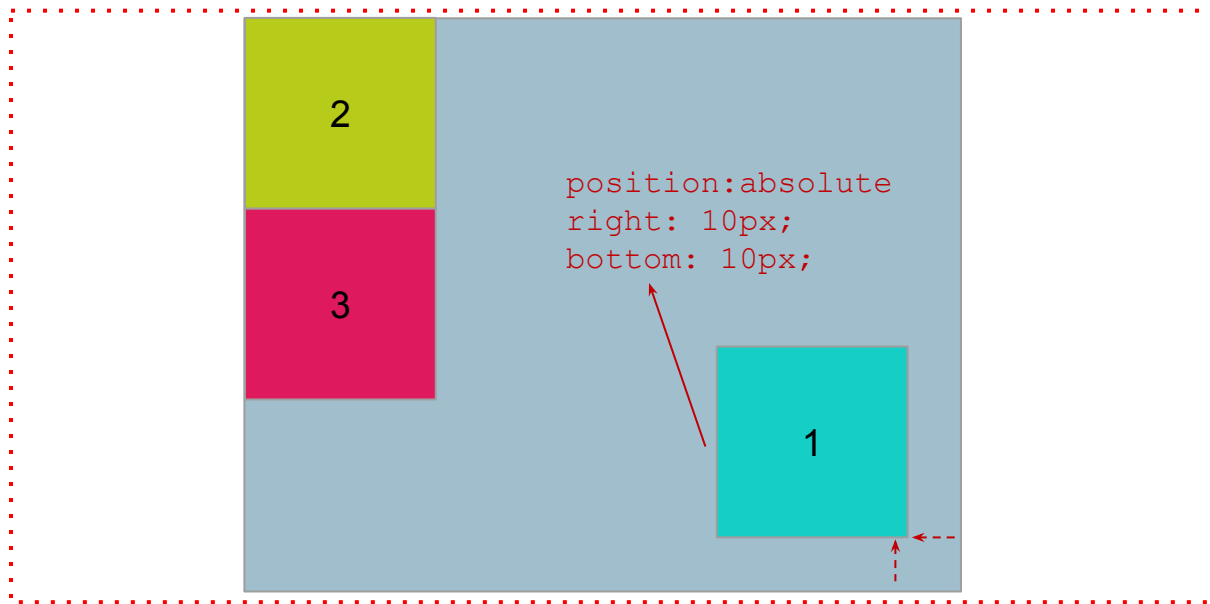 2
position:absolute
right: 10px;
bottom: 10px;
3
1